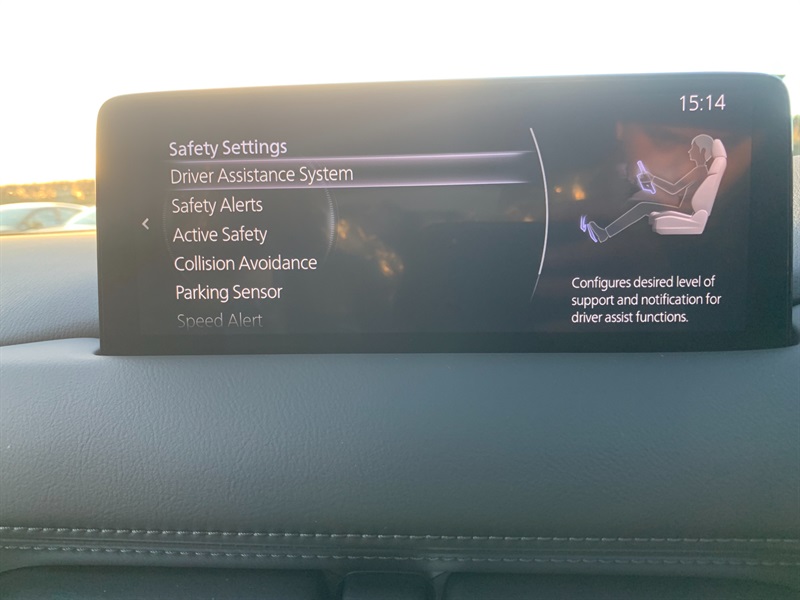 15:14
Safety Settings
Driver Assistance System
Safety Alerts
Active Safety
Collision Avoidance
Parking Sensor
Speed Alert
Configures desired level of
support and notification for
driver assist functions.